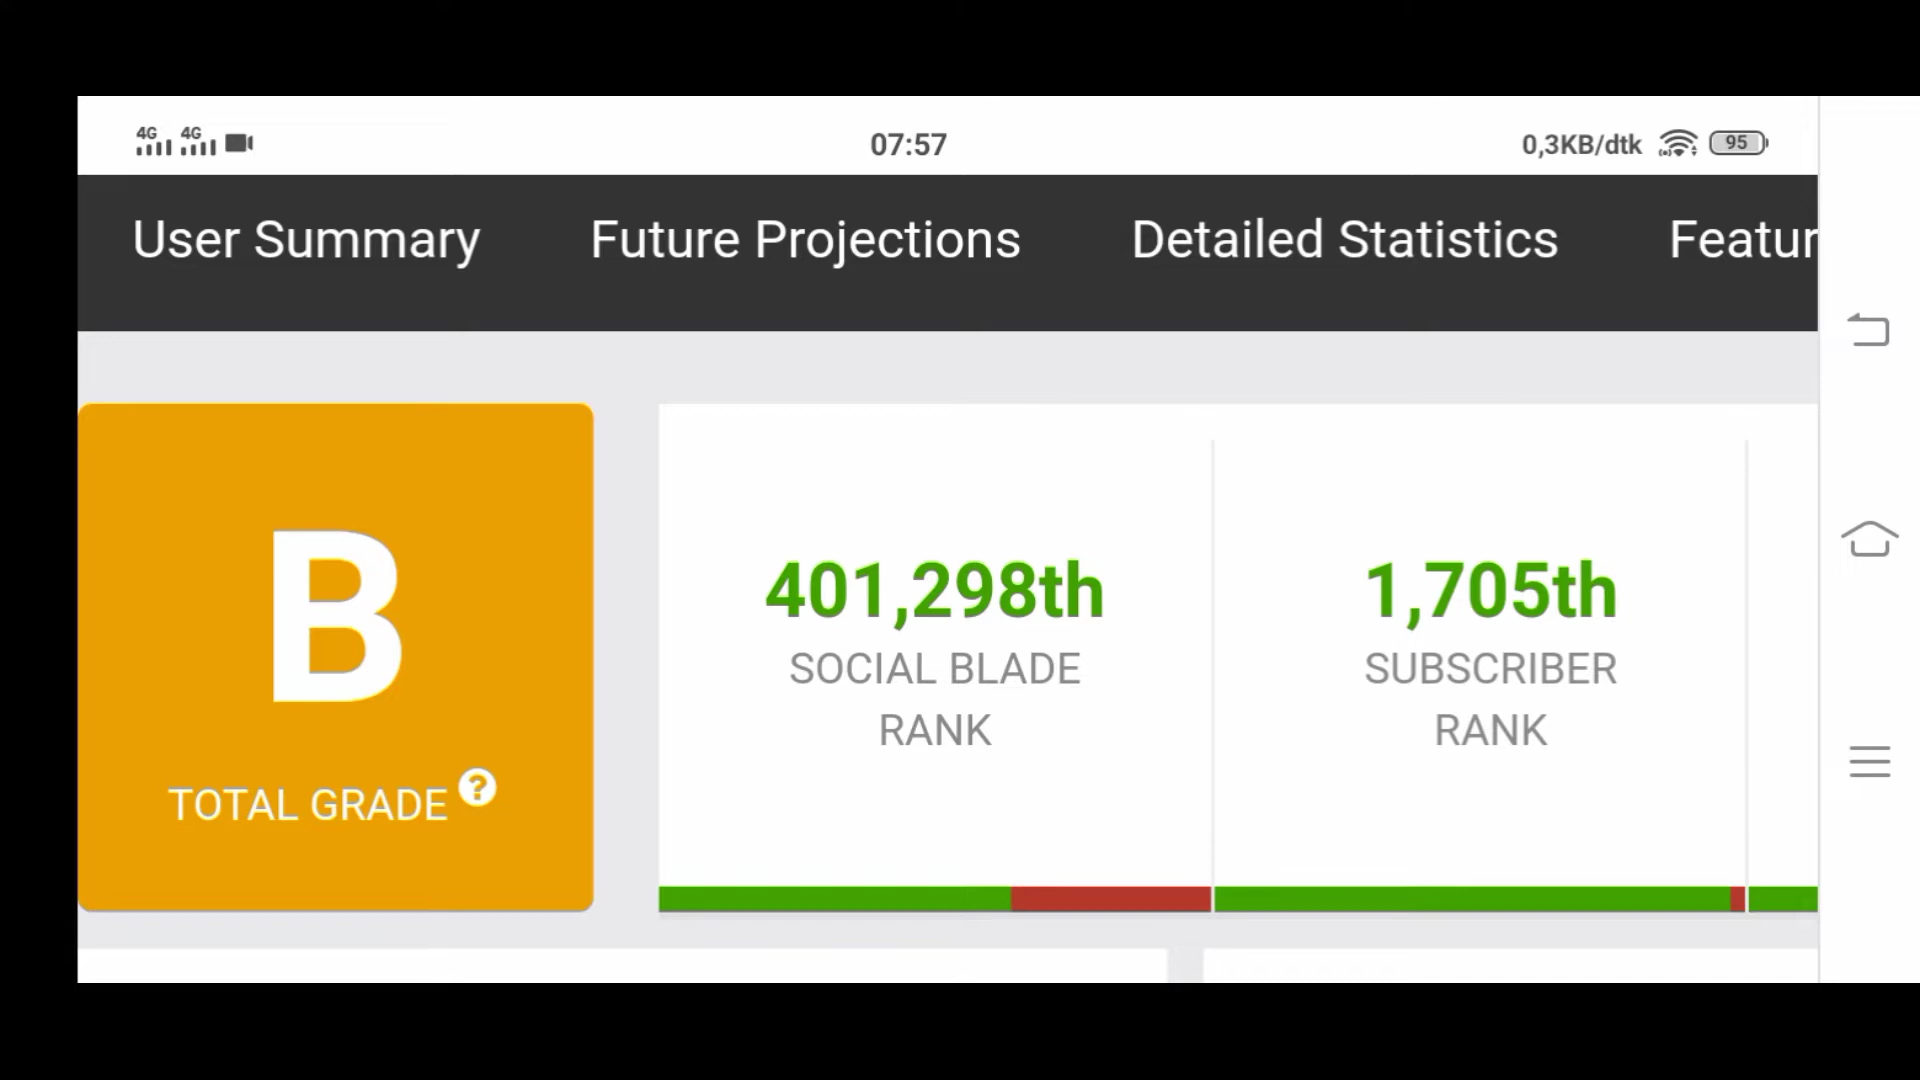 4G 4G
07:57
0,3KB/dtk 95
User Summary Future Projections Detailed Statistics Featur
B
TOTAL GRADE ?
401,298th
SOCIAL BLADE
RANK
1,705th
SUBSCRIBER
RANK